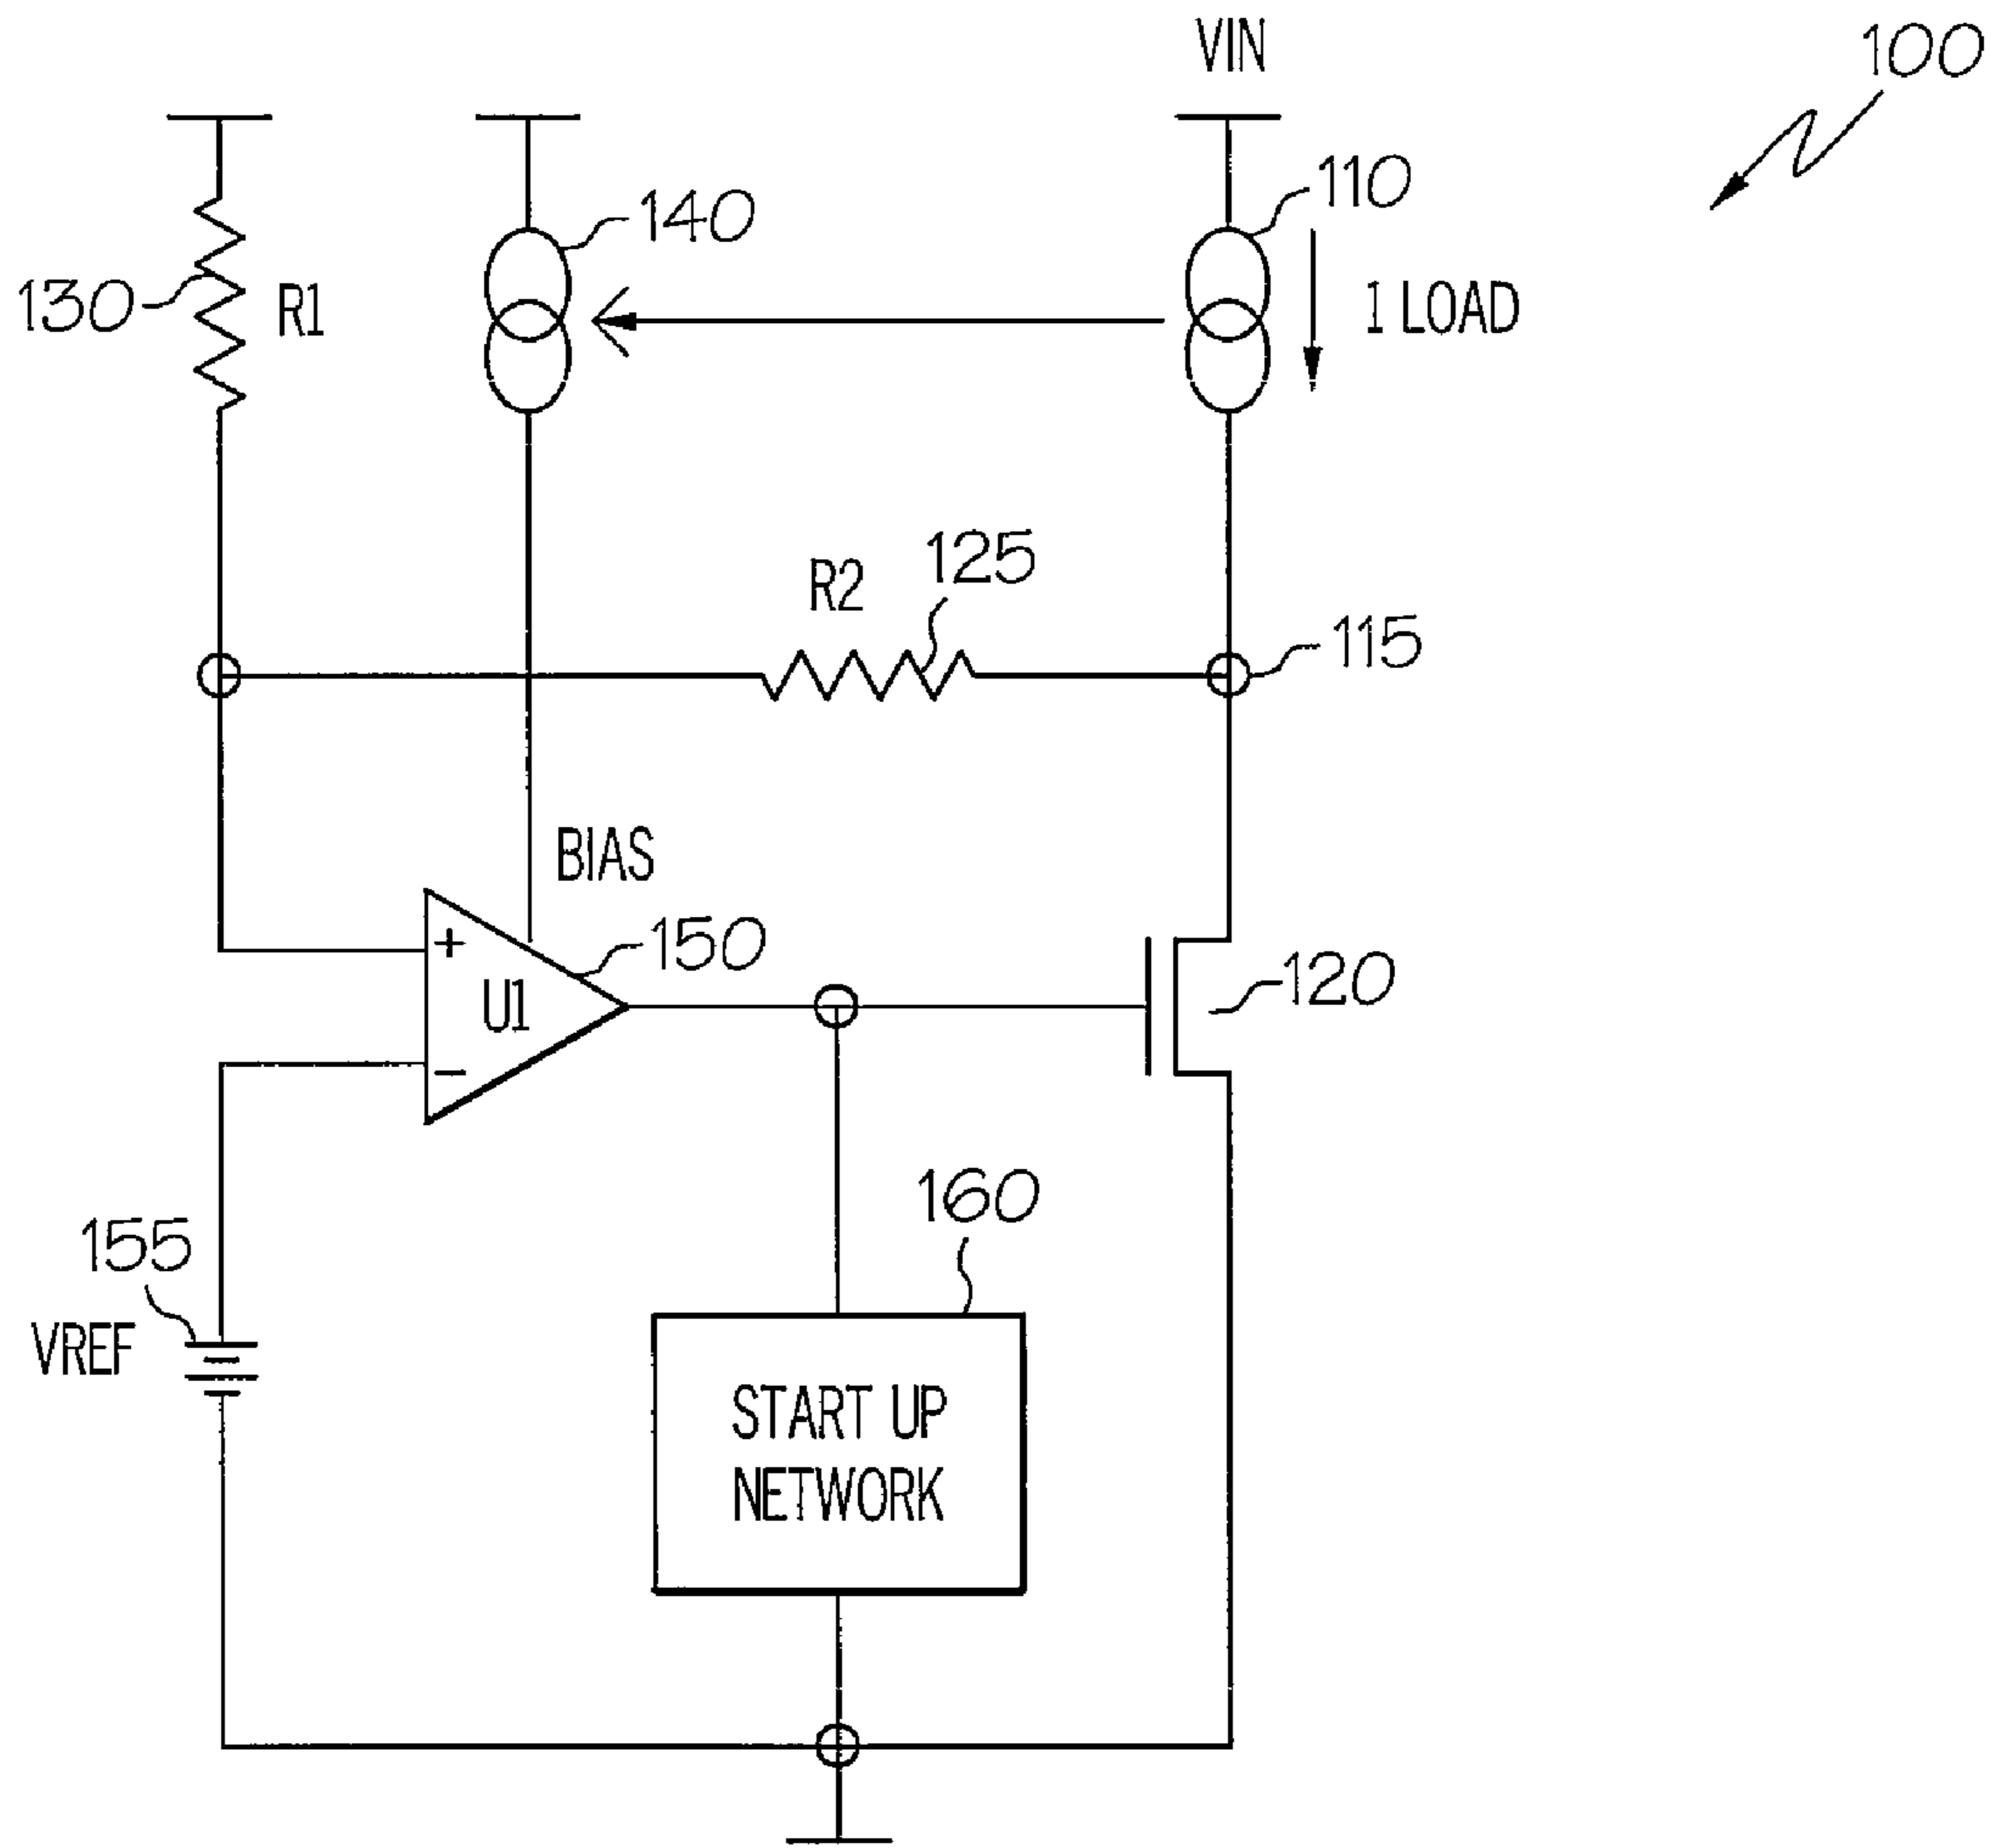 VIN
100
110
140
130
R1
1 LOAD
125
R2
115
BIAS
150
+
U1
120
−
160
155
VREF
START UP
NETWORK